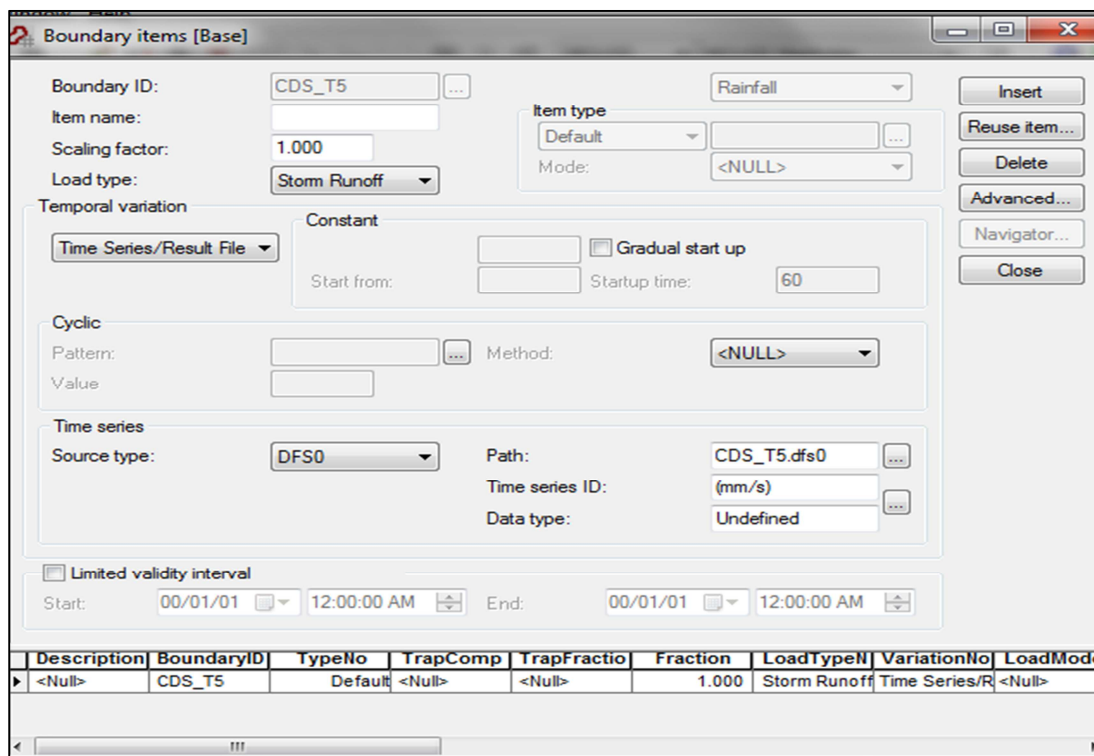 Boundary items [Base]
Boundary ID: CDS_T5 ... Rainfall Insert
Item name: Item type Reuse item...
Default ...
Scaling factor: 1.000 Mode: <NULL> Delete
Load type: Storm Runoff Advanced...
Temporal variation
Constant
Time Series/Result File Gradual start up Navigator...
Start from: Startup time: 60 Close
Cyclic
Pattern: ... Method: <NULL>
Value
Time series
Source type: DFS0 Path: CDS_T5.dfs0 ...
Time series ID: (mm/s) ...
Data type: Undefined
Limited validity interval
Start: 00/01/01 12:00:00 AM End: 00/01/01 12:00:00 AM
Description BoundaryID TypeNo TrapComp TrapFractio Fraction LoadTypeN VariationNo LoadMode
<Null> CDS_T5 Default <Null> <Null> 1.000 Storm Runoff Time Series/R <Null>